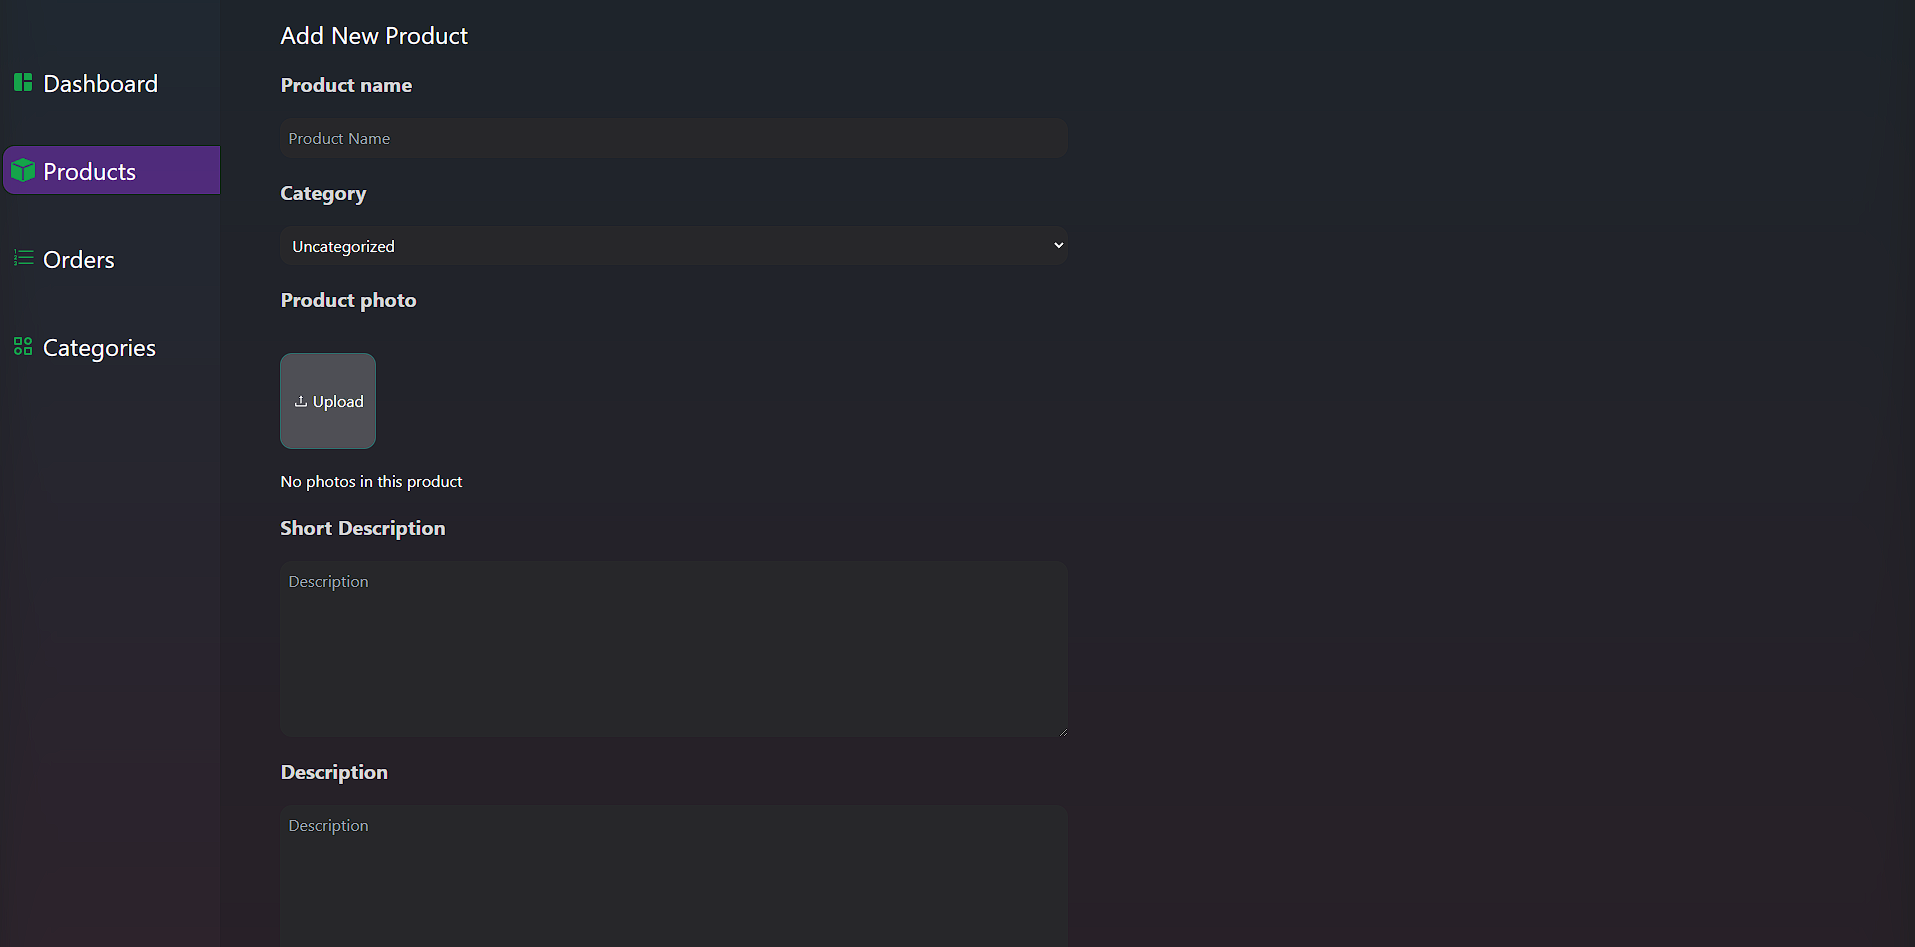 Dashboard
Products
Orders
Categories
Add New Product
Product name
Product Name
Category
Uncategorized
Product photo
Upload
No photos in this product
Short Description
Description
Description
Description